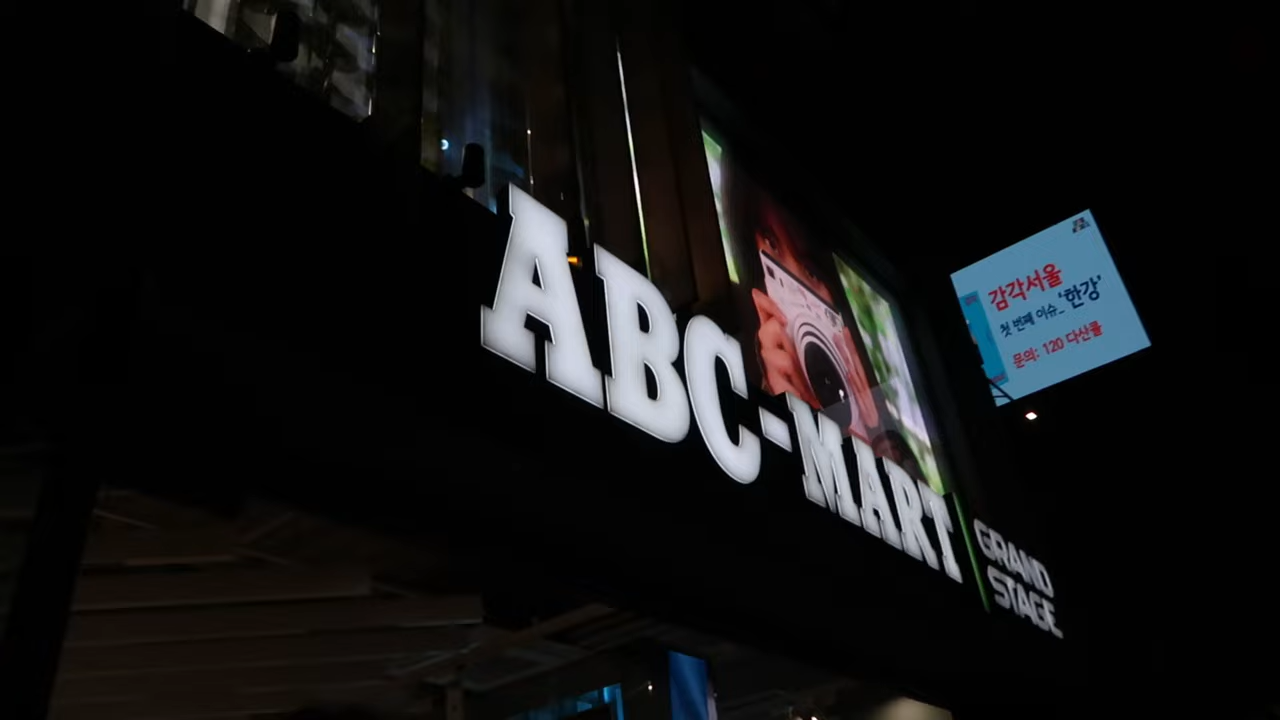 ABC-MART
GRAND
STAGE
감각서울
첫 번째 이슈_'한강'
문의: 120 다산콜